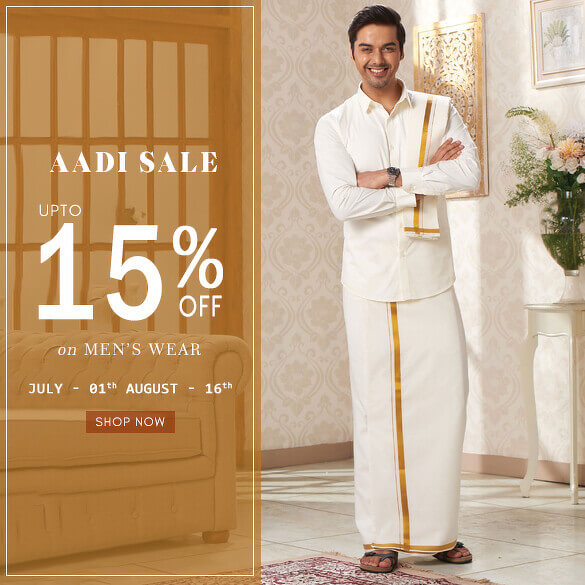 AADI SALE
UPTO
15% OFF
on MEN'S WEAR
JULY - 01th AUGUST - 16th
SHOP NOW